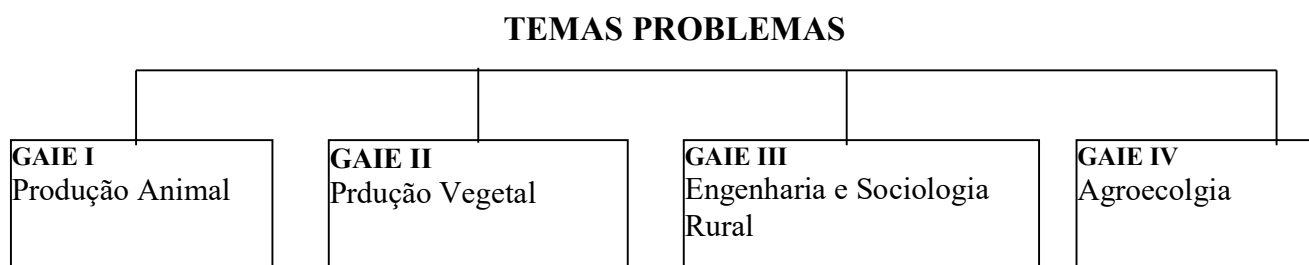 TEMAS PROBLEMAS
GAIE I
Produção Animal
GAIE II
Prdução Vegetal
GAIE III
Engenharia e Sociologia
Rural
GAIE IV
Agroecolgia